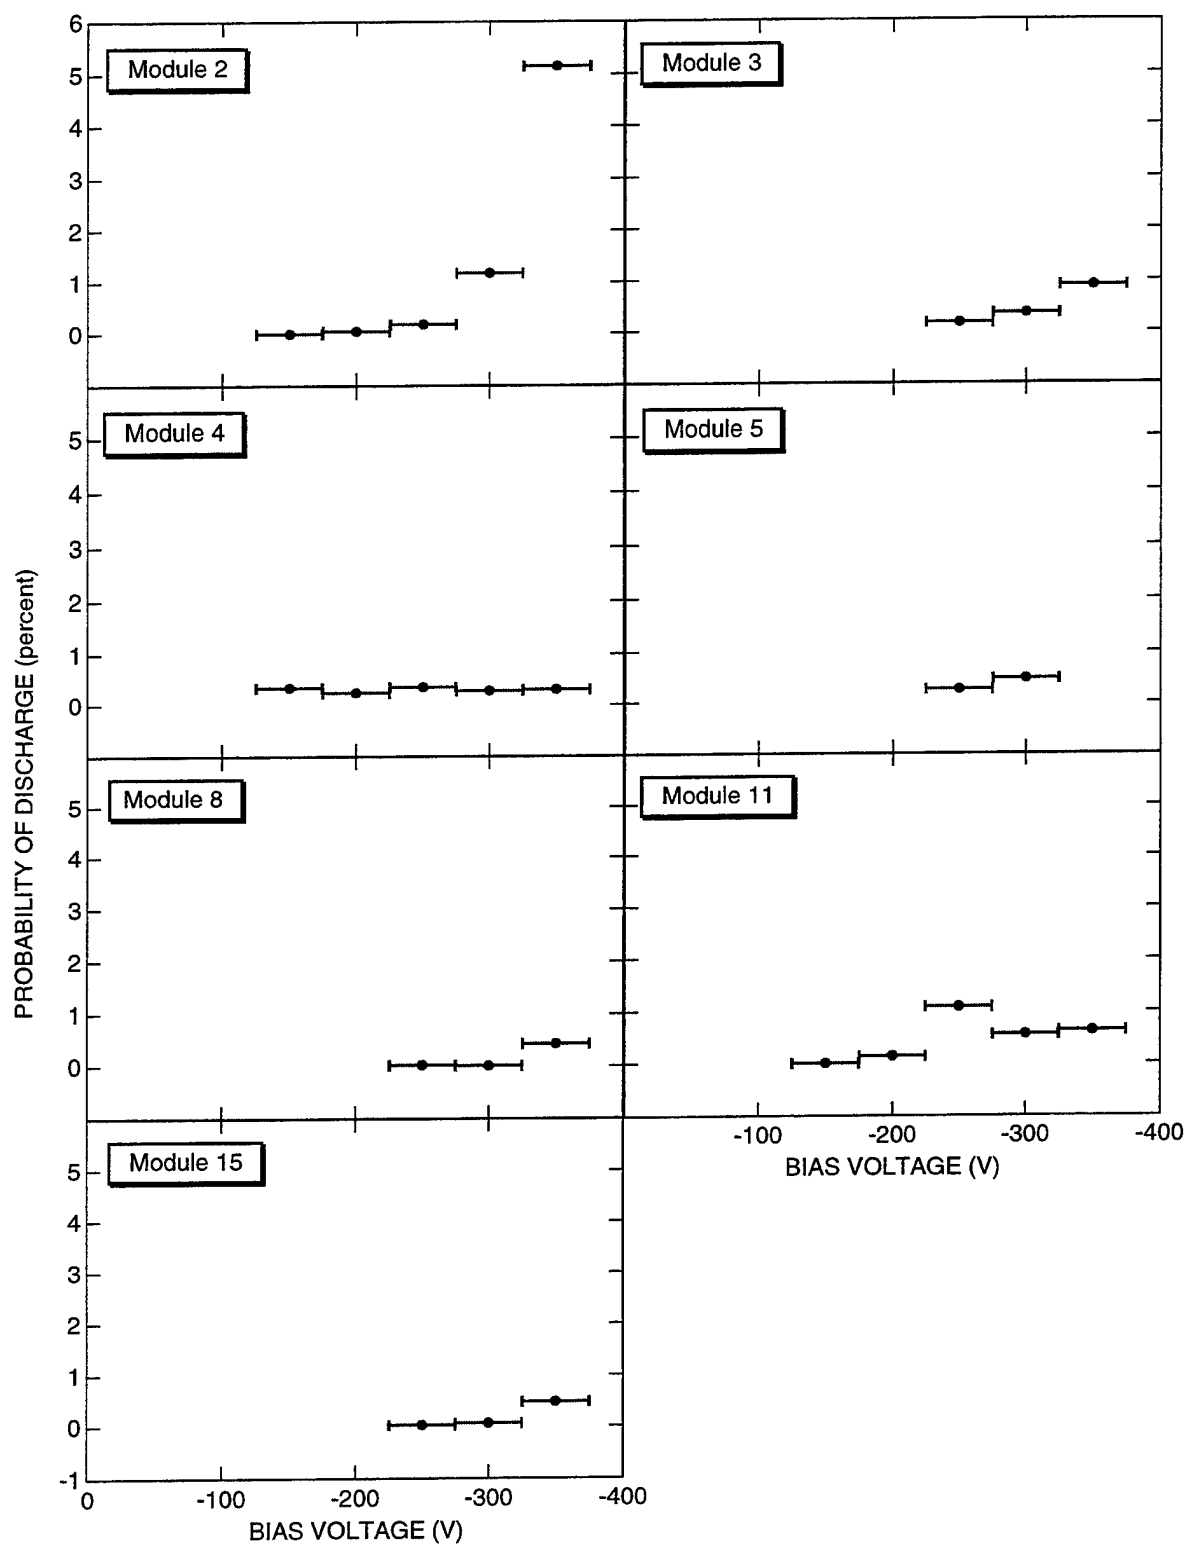 PROBABILITY OF DISCHARGE (percent)
6
5
4
3
2
1
0
Module 2
Module 3
5
4
3
2
1
0
Module 4
Module 5
5
4
3
2
1
0
Module 8
Module 11
-100 -200 -300 -400
BIAS VOLTAGE (V)
5
4
3
2
1
0
-1
Module 15
0 -100 -200 -300 -400
BIAS VOLTAGE (V)